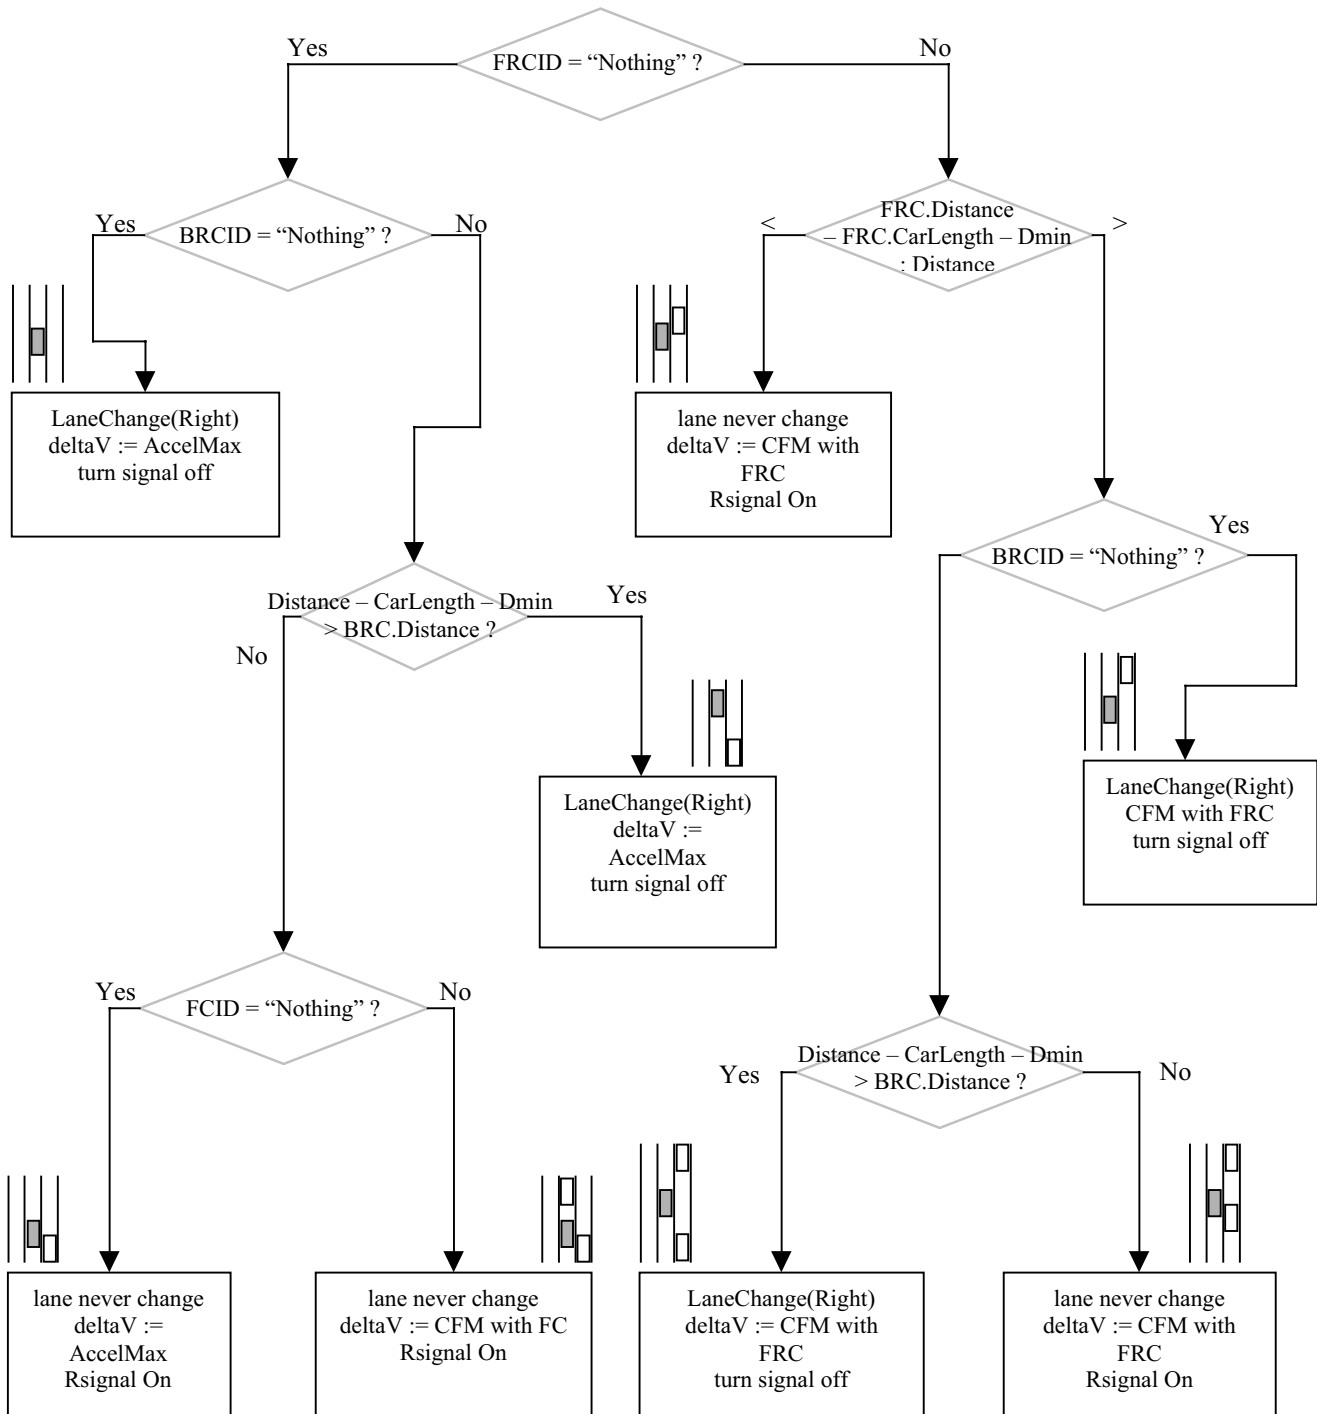 Yes
FRCID = “Nothing” ?
No
Yes
BRCID = “Nothing” ?
No
<
FRC.Distance
– FRC.CarLength – Dmin
: Distance
>
LaneChange(Right)
deltaV := AccelMax
turn signal off
lane never change
deltaV := CFM with
FRC
Rsignal On
BRCID = “Nothing” ?
Yes
Distance – CarLength – Dmin
> BRC.Distance ?
Yes
No
LaneChange(Right)
deltaV :=
AccelMax
turn signal off
LaneChange(Right)
CFM with FRC
turn signal off
Yes
FCID = “Nothing” ?
No
Distance – CarLength – Dmin
> BRC.Distance ?
Yes
No
lane never change
deltaV :=
AccelMax
Rsignal On
lane never change
deltaV := CFM with FC
Rsignal On
LaneChange(Right)
deltaV := CFM with
FRC
turn signal off
lane never change
deltaV := CFM with
FRC
Rsignal On